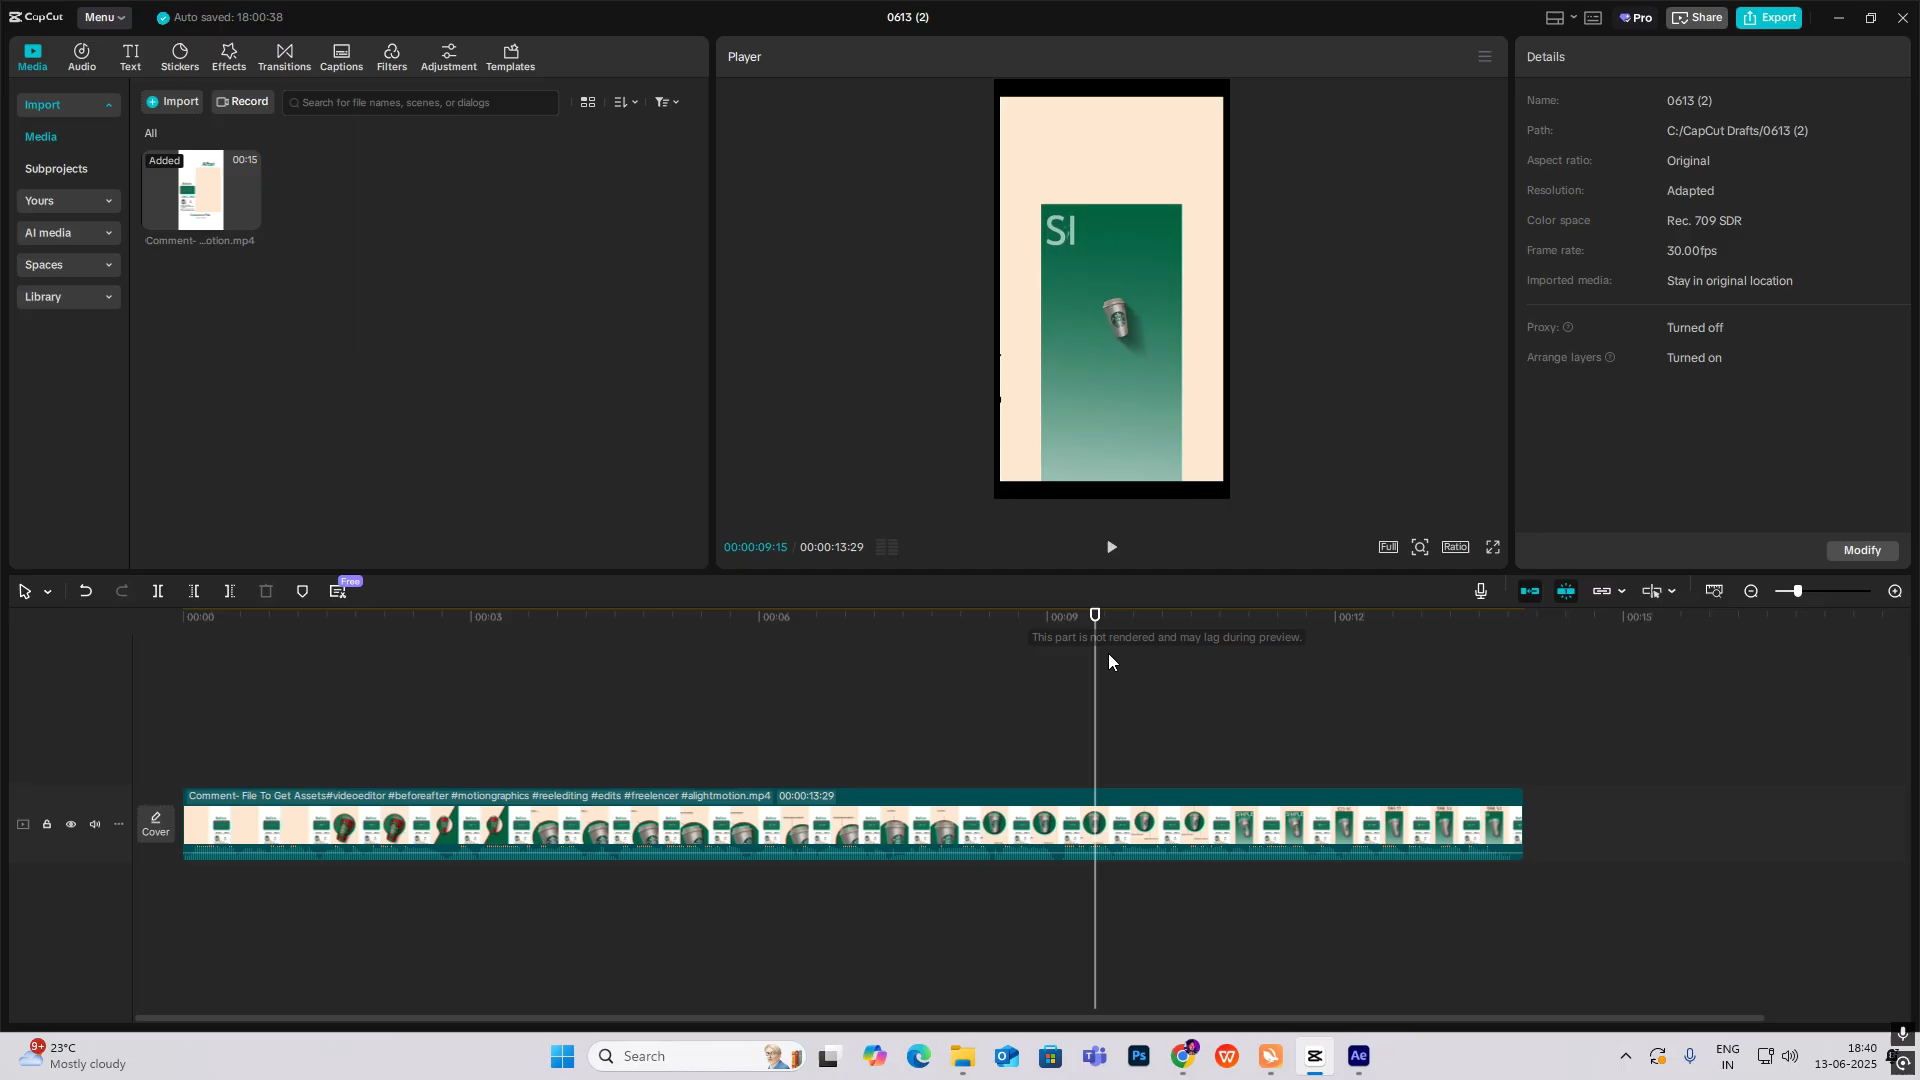 CapCut
Menu
Auto saved: 18:00:38
0613 (2)
Pro
Share
Export
Media
Audio
Text
Stickers
Effects
Transitions
Captions
Filters
Adjustment
Templates
Player
Details
Import
Media
Subprojects
Yours
AI media
Spaces
Library
Import
Record
Search for file names, scenes, or dialogs
All
Added
00:15
Comment- ...otion.mp4
SI
Name:
0613 (2)
Path:
C:/CapCut Drafts/0613 (2)
Aspect ratio:
Original
Resolution:
Adapted
Color space
Rec. 709 SDR
Frame rate:
30.00fps
Imported media:
Stay in original location
Proxy:
Turned off
Arrange layers
Turned on
Modify
00:00:09:15 / 00:00:13:29
Full
Ratio
Free
00:00
00:03
00:06
00:09
00:12
00:15
This part is not rendered and may lag during preview.
Cover
Comment- File To Get Assets#videoeditor #beforeafter #motiongraphics #reelediting #edits #freelencer #alightmotion.mp4 00:00:13:29
9+
23°C
Mostly cloudy
Search
Ps
Ae
ENG
IN
18:40
13-06-2025